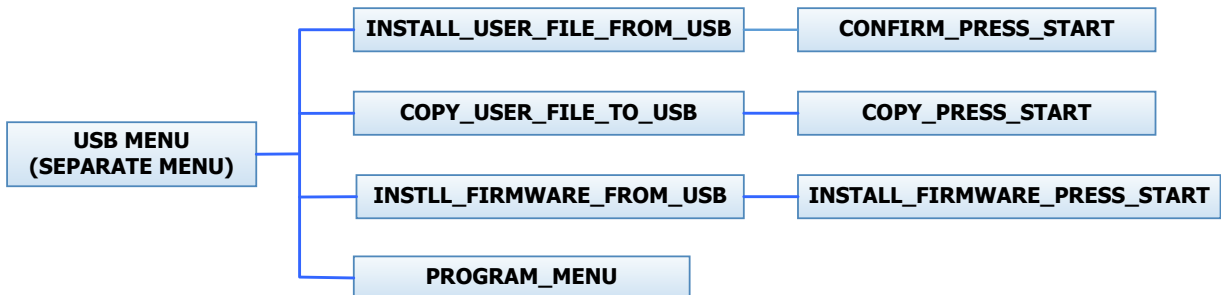 INSTALL_USER_FILE_FROM_USB
CONFIRM_PRESS_START
COPY_USER_FILE_TO_USB
COPY_PRESS_START
USB MENU
(SEPARATE MENU)
INSTLL_FIRMWARE_FROM_USB
INSTALL_FIRMWARE_PRESS_START
PROGRAM_MENU